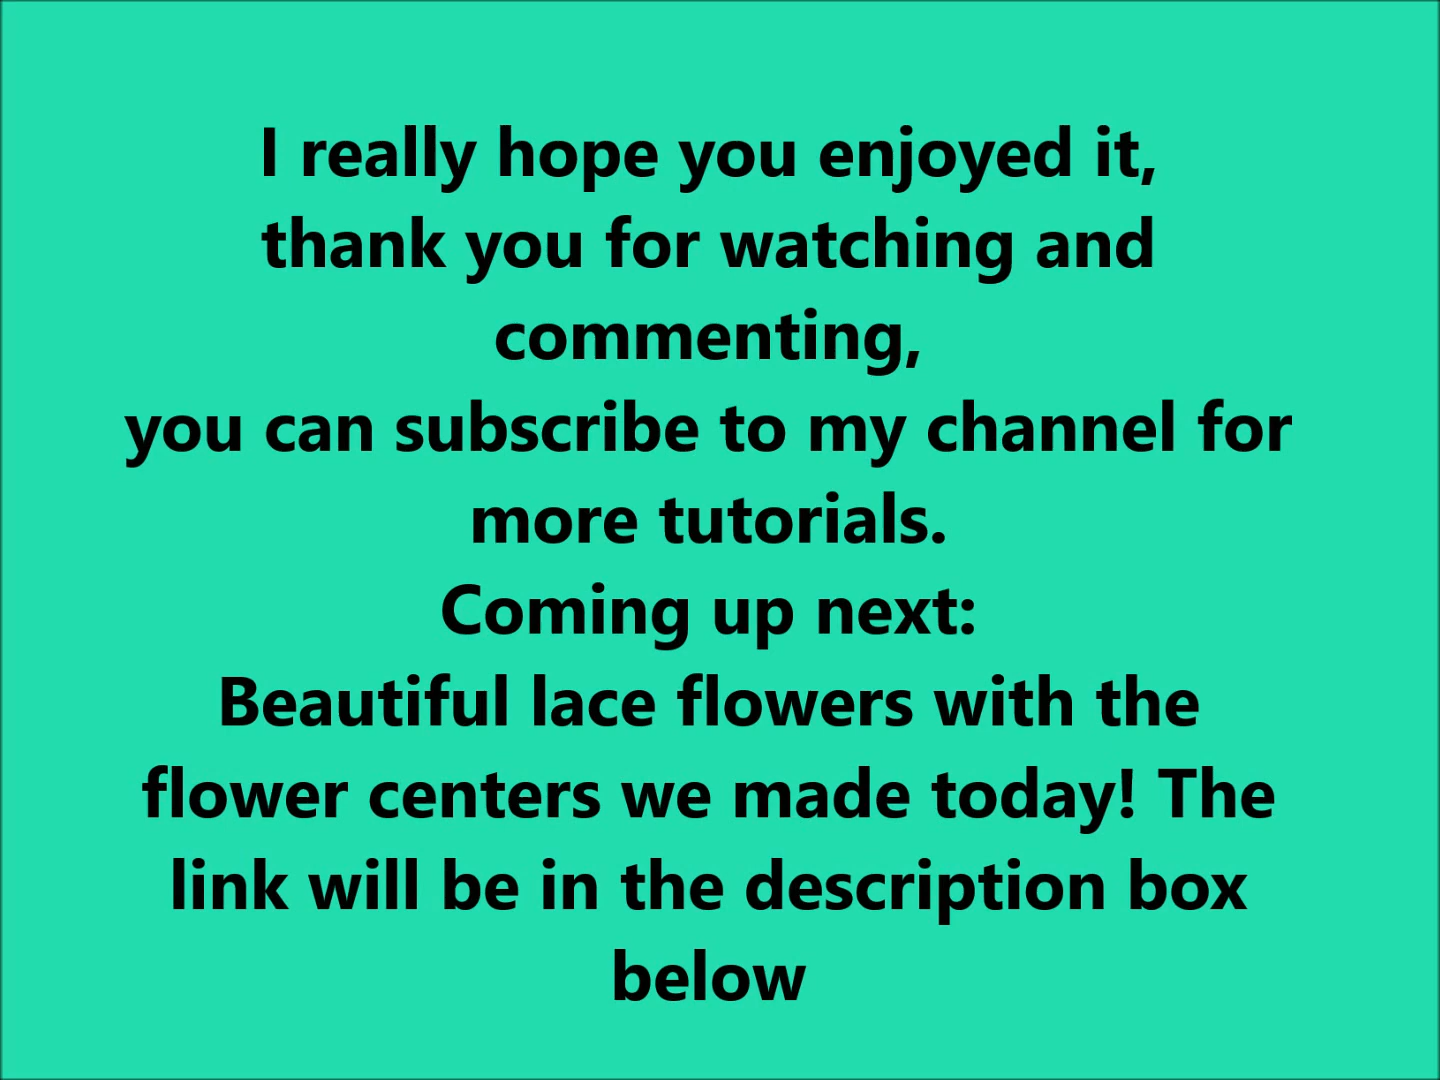 I really hope you enjoyed it,
thank you for watching and
commenting,
you can subscribe to my channel for
more tutorials.
Coming up next:
Beautiful lace flowers with the
flower centers we made today! The
link will be in the description box
below